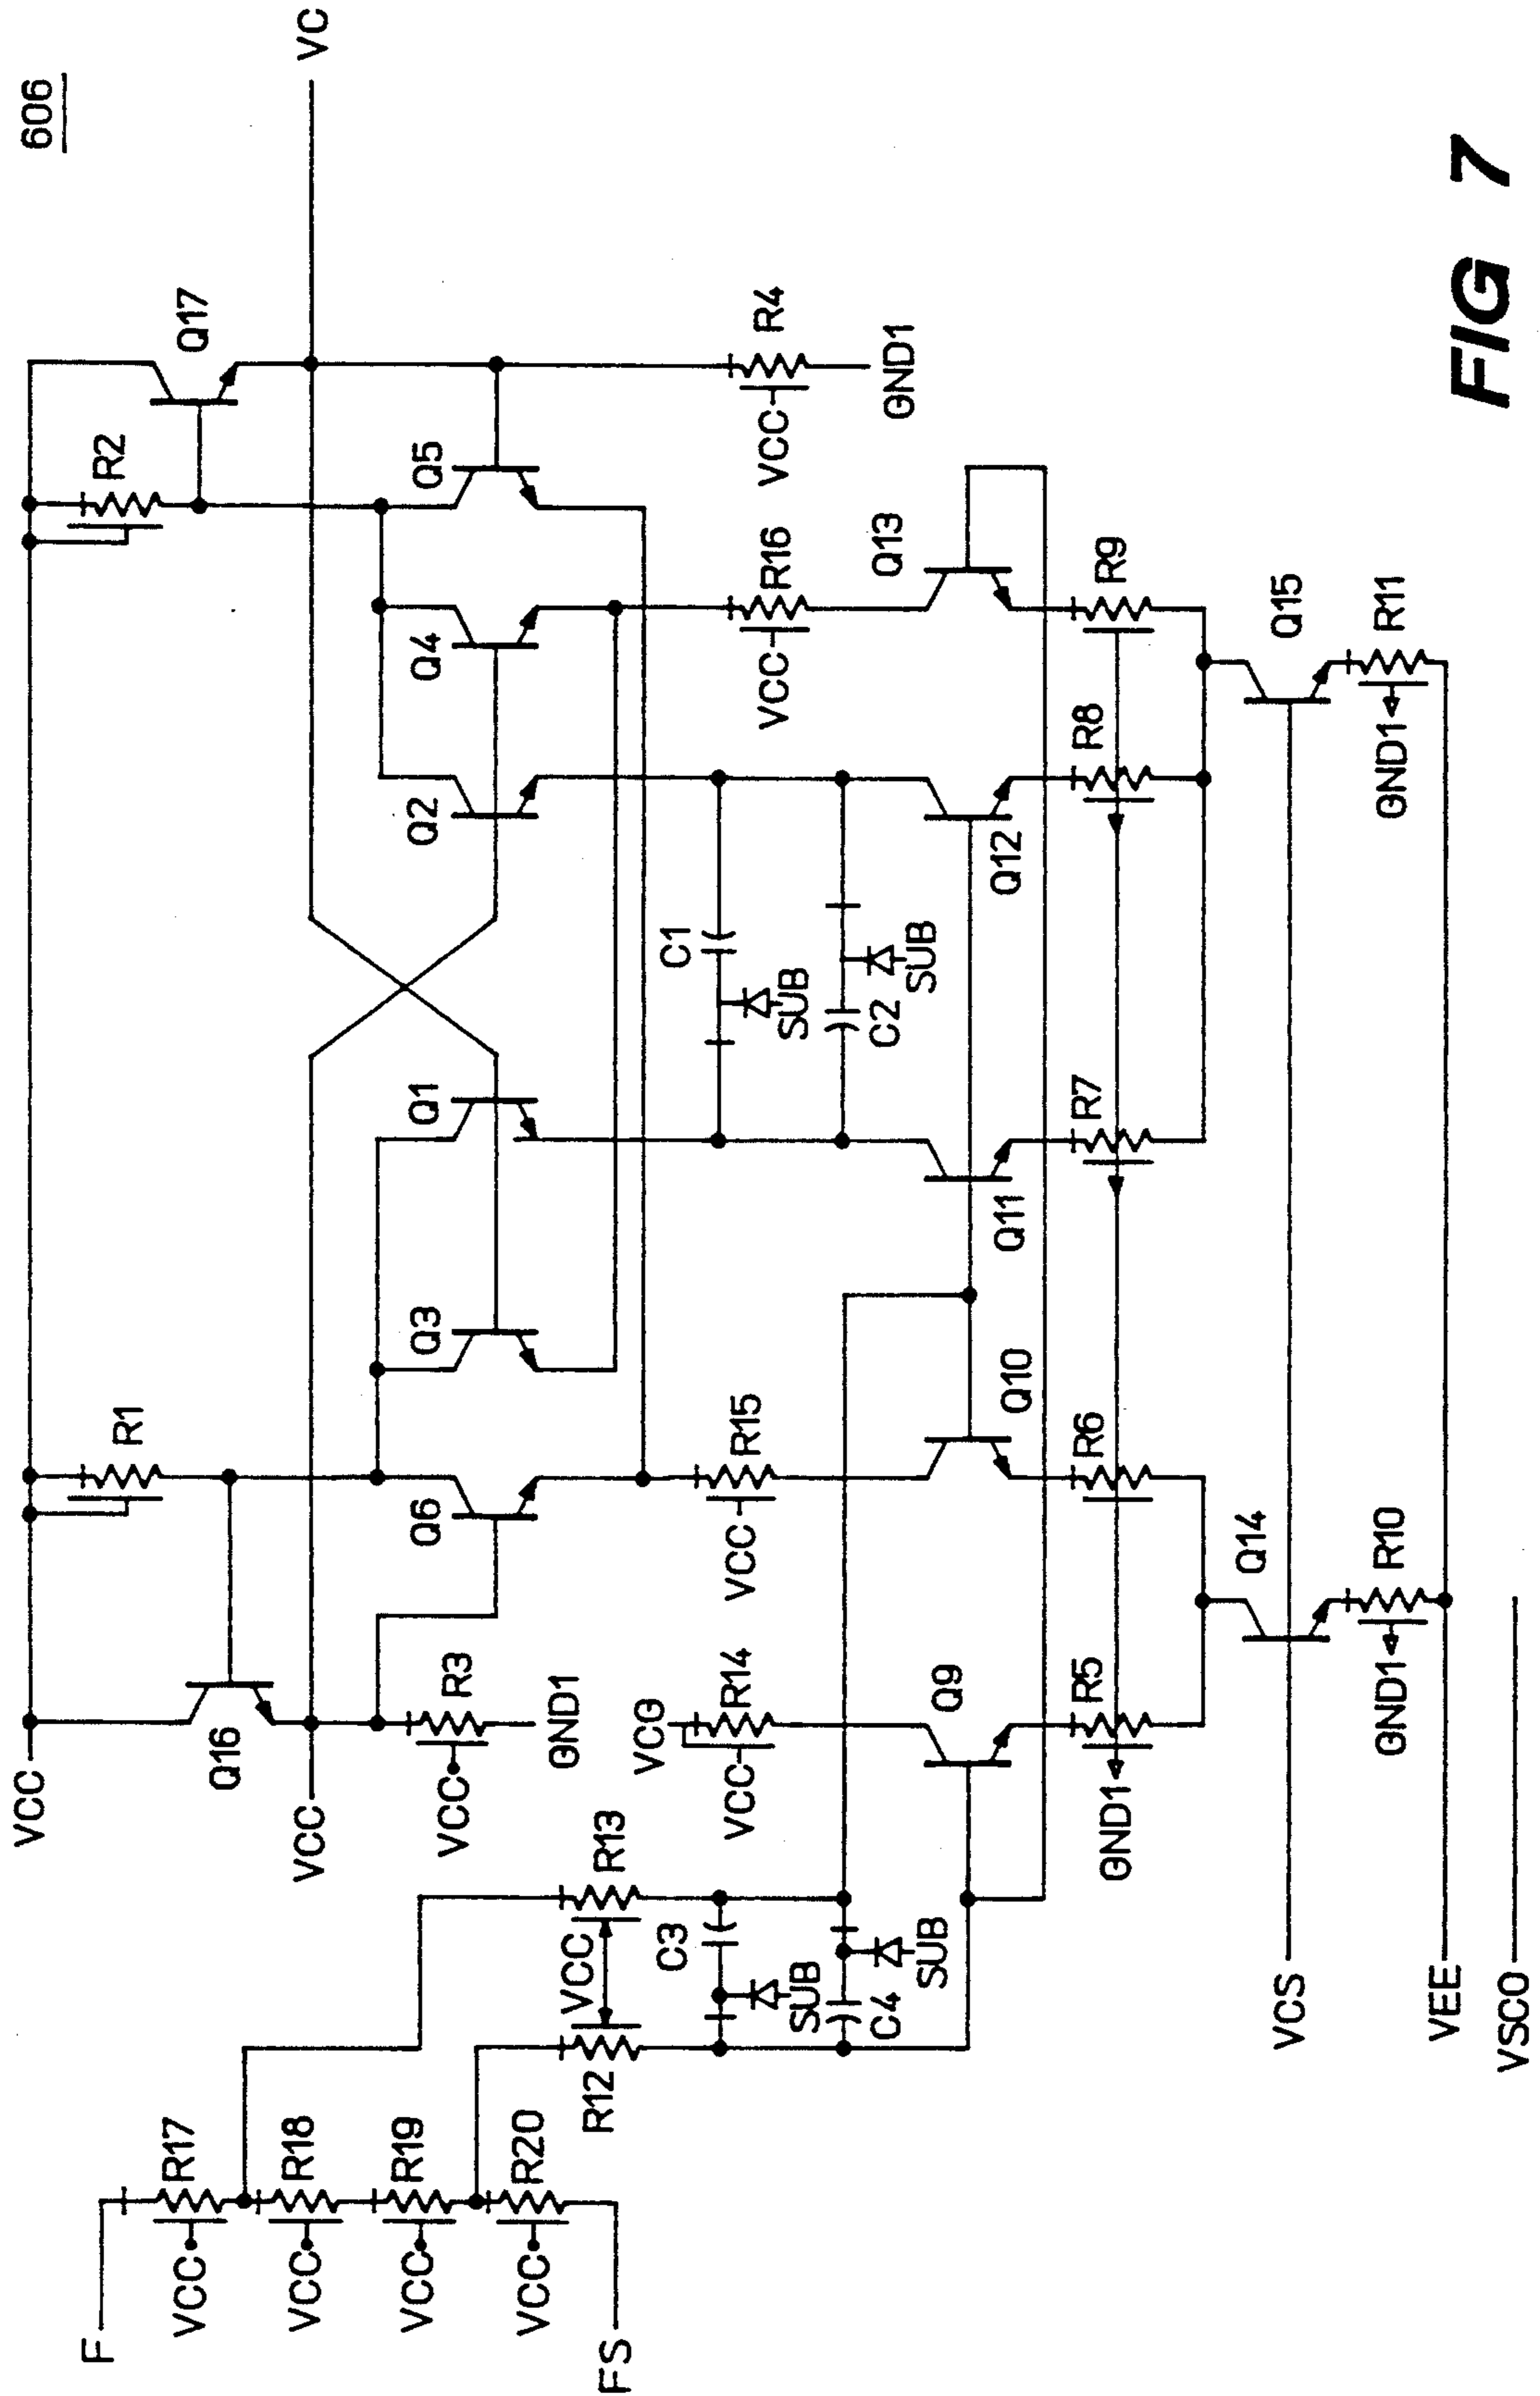 606
VCC
R1
R2
Q16
Q17
VCC
VC
Q6
Q3
Q1
Q2
Q4
Q5
F
R17
VCC
R18
VCC
R19
VCC
R20
VCC
FS
R3
VCC
GND1
R13
VCC
R12
C3
SUB
C4
SUB
VCG
R14
VCC
R15
VCC
C1
SUB
C2
SUB
R16
VCC
R4
VCC
GND1
Q9
Q10
Q11
Q12
Q13
R5
GND1
R6
R7
R8
R9
Q14
Q15
VCS
R10
GND1
R11
GND1
VEE
VSCO
FIG 7